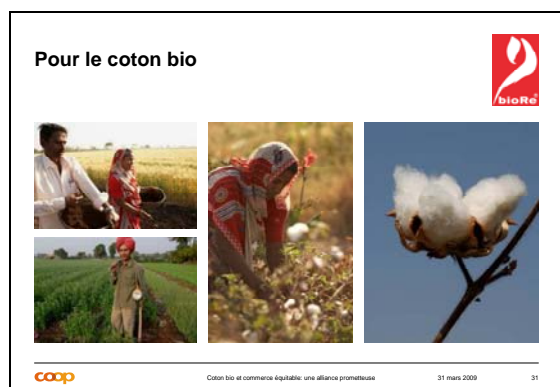 Pour le coton bio
bioRe®
coop
Coton bio et commerce équitable: une alliance prometteuse
31 mars 2009
31